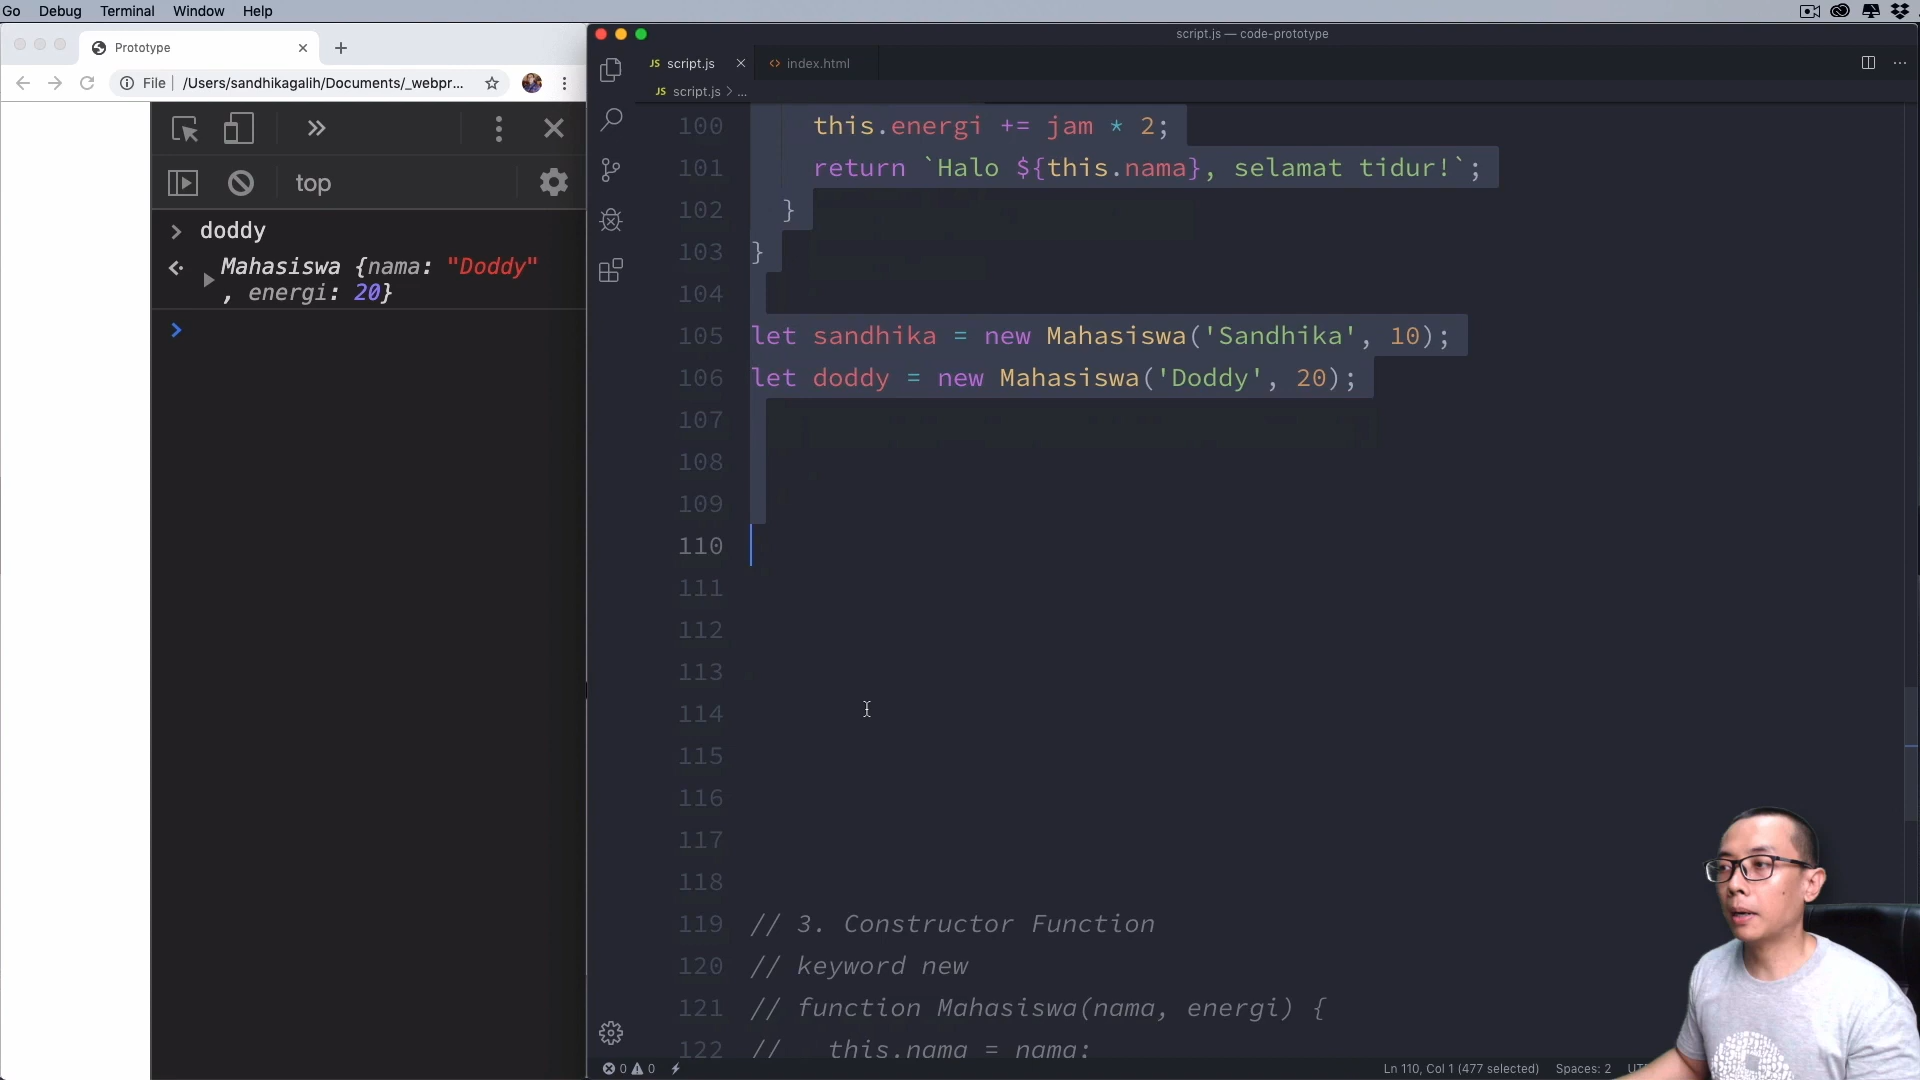 Go Debug Terminal Window Help
Prototype
File /Users/sandhikagalih/Documents/_webpr...
top
doddy
Mahasiswa {nama: "Doddy"
, energi: 20}
script.js — code-prototype
JS script.js
<> index.html
JS script.js > ...
100 this.energi += jam * 2;
101 return `Halo ${this.nama}, selamat tidur!`;
102 }
103 }
104
105 let sandhika = new Mahasiswa('Sandhika', 10);
106 let doddy = new Mahasiswa('Doddy', 20);
107
108
109
110
111
112
113
114
115
116
117
118
119 // 3. Constructor Function
120 // keyword new
121 // function Mahasiswa(nama, energi) {
122 // this.nama = nama;
0 0
Ln 110, Col 1 (477 selected) Spaces: 2